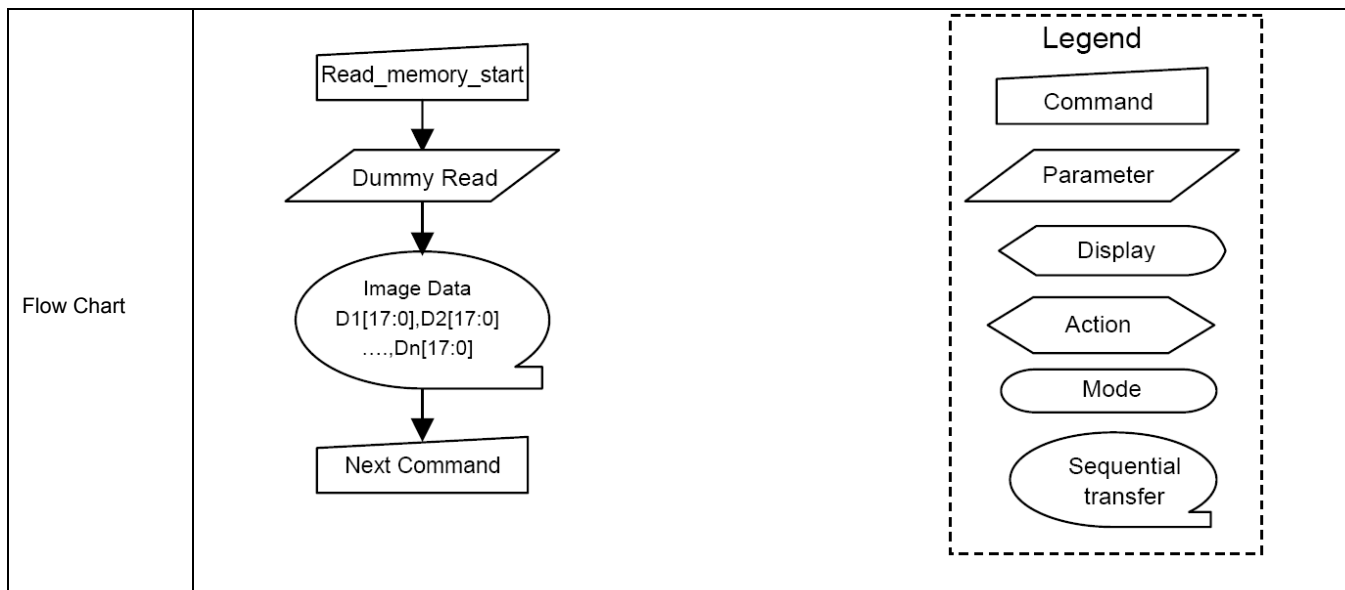 Flow Chart
Read_memory_start
Dummy Read
Image Data
D1[17:0],D2[17:0]
....,Dn[17:0]
Next Command
Legend
Command
Parameter
Display
Action
Mode
Sequential
transfer